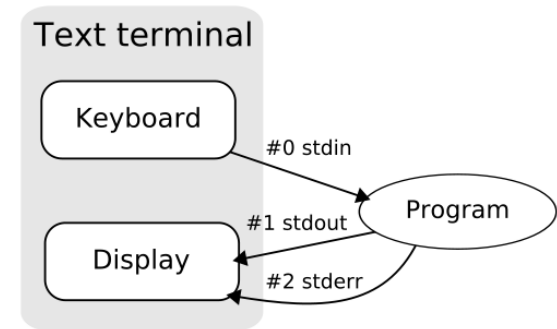 Text terminal
Keyboard
#0 stdin
Program
#1 stdout
Display
#2 stderr